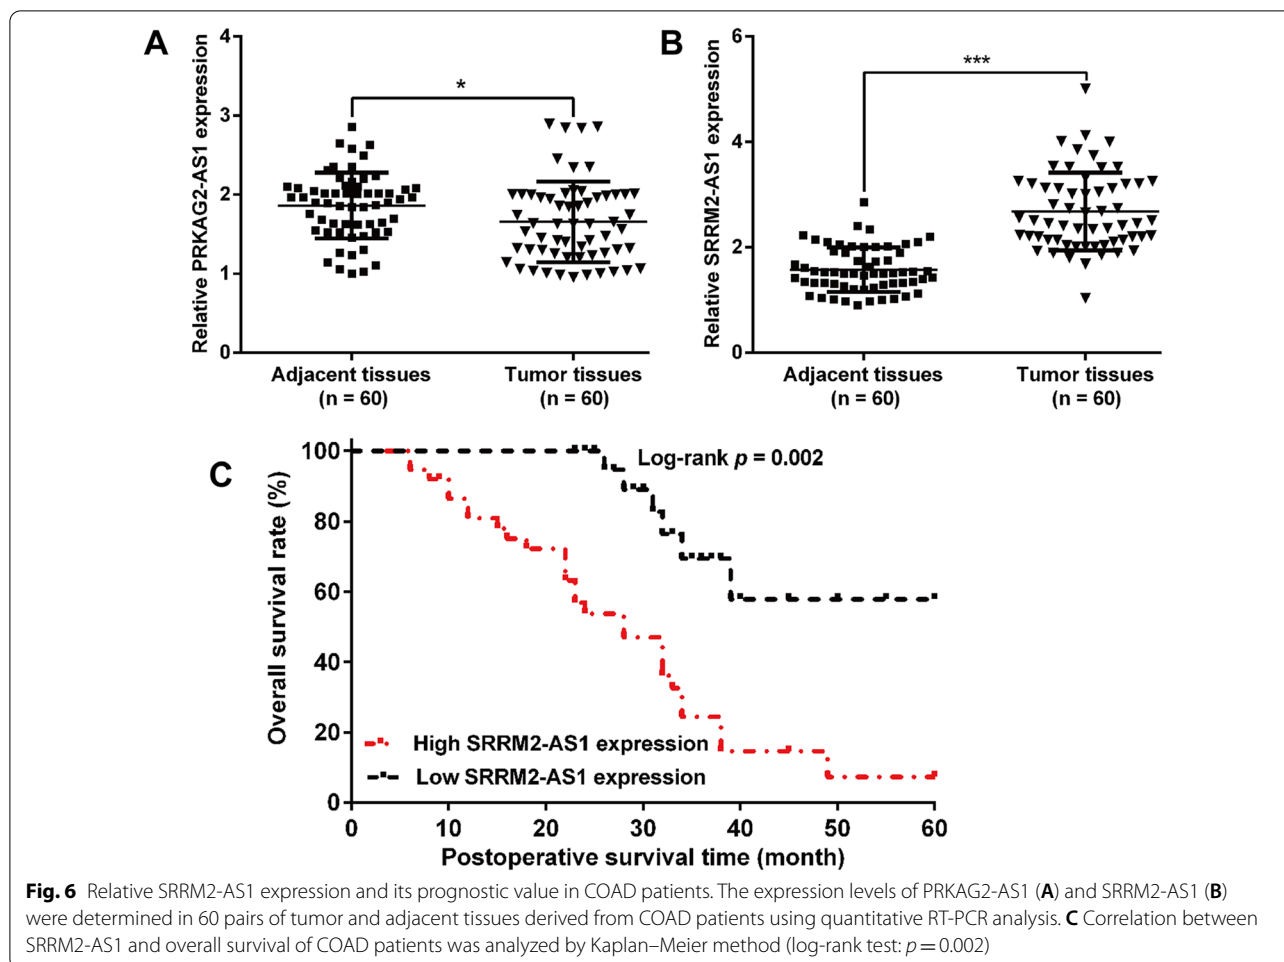 A
Relative PRKAG2-AS1 expression
4
3
2
1
0
*
Adjacent tissues
(n = 60)
Tumor tissues
(n = 60)
B
Relative SRRM2-AS1 expression
6
4
2
0
***
Adjacent tissues
(n = 60)
Tumor tissues
(n = 60)
C
Overall survival rate (%)
100
80
60
40
20
0
Log-rank p = 0.002
High SRRM2-AS1 expression
Low SRRM2-AS1 expression
0 10 20 30 40 50 60
Postoperative survival time (month)
Fig. 6 Relative SRRM2-AS1 expression and its prognostic value in COAD patients. The expression levels of PRKAG2-AS1 (A) and SRRM2-AS1 (B)
were determined in 60 pairs of tumor and adjacent tissues derived from COAD patients using quantitative RT-PCR analysis. C Correlation between
SRRM2-AS1 and overall survival of COAD patients was analyzed by Kaplan–Meier method (log-rank test: p = 0.002)